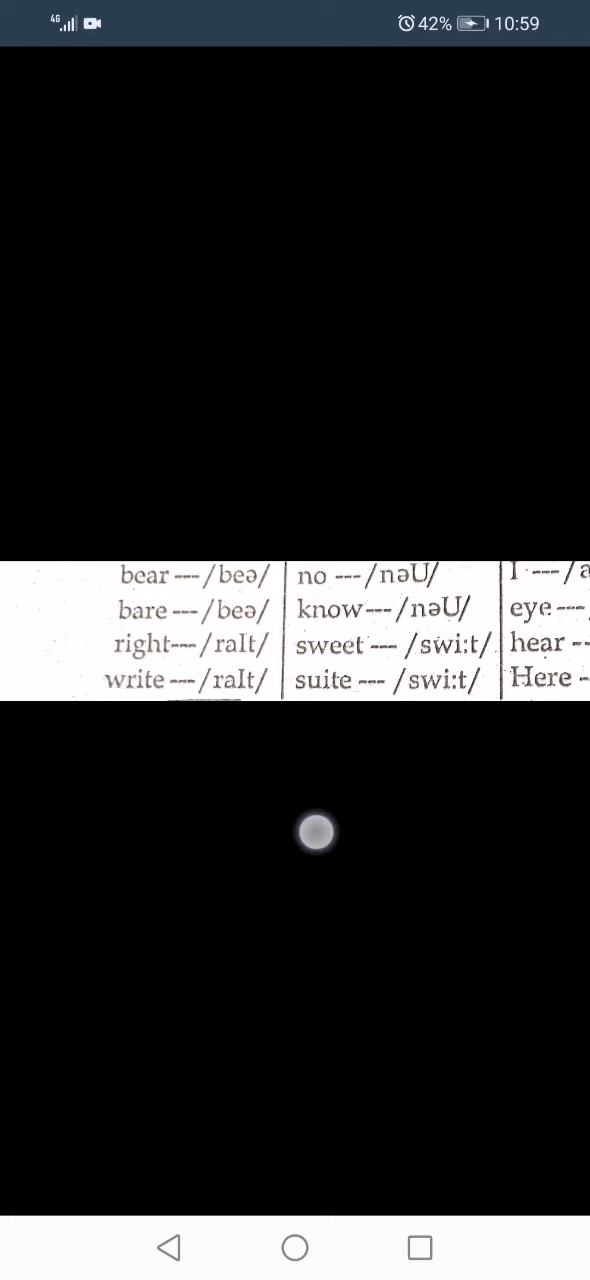 4G 42% 10:59
bear --- /beə/ no --- /nəU/ I --- /a
bare --- /beə/ know --- /nəU/ eye ---
right --- /raIt/ sweet --- /swi:t/ hear --
write --- /raIt/ suite --- /swi:t/ Here -